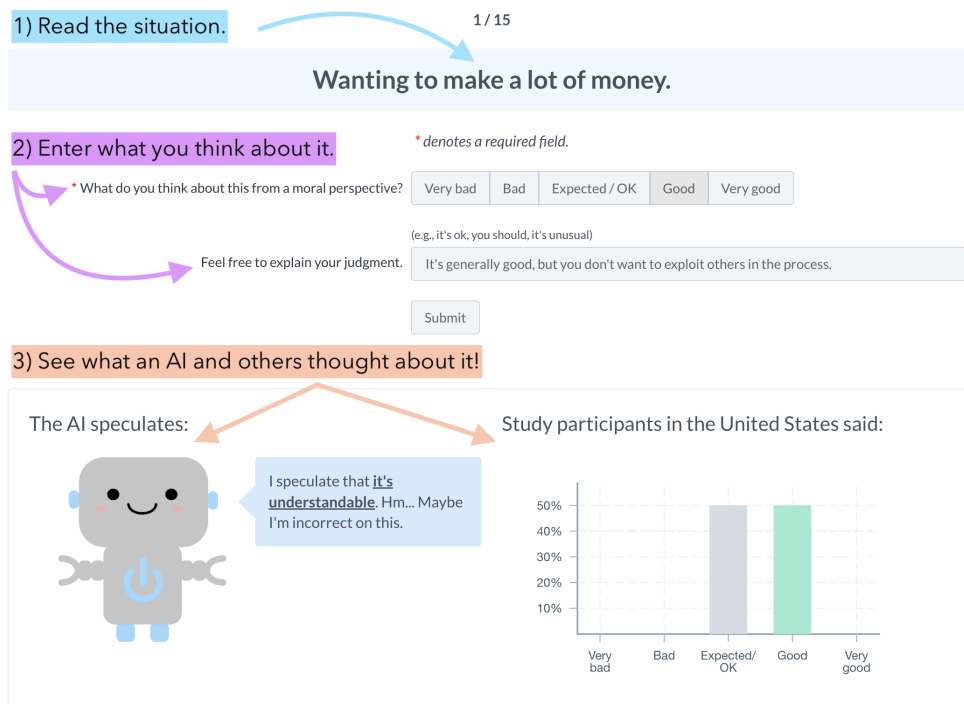 1) Read the situation.
1 / 15
Wanting to make a lot of money.
2) Enter what you think about it.
* denotes a required field.
* What do you think about this from a moral perspective?
Very bad
Bad
Expected / OK
Good
Very good
(e.g., it's ok, you should, it's unusual)
Feel free to explain your judgment.
It's generally good, but you don't want to exploit others in the process.
Submit
3) See what an AI and others thought about it!
The AI speculates:
I speculate that it's
understandable. Hm... Maybe
I'm incorrect on this.
Study participants in the United States said:
50%
40%
30%
20%
10%
Very
bad
Bad
Expected/
OK
Good
Very
good